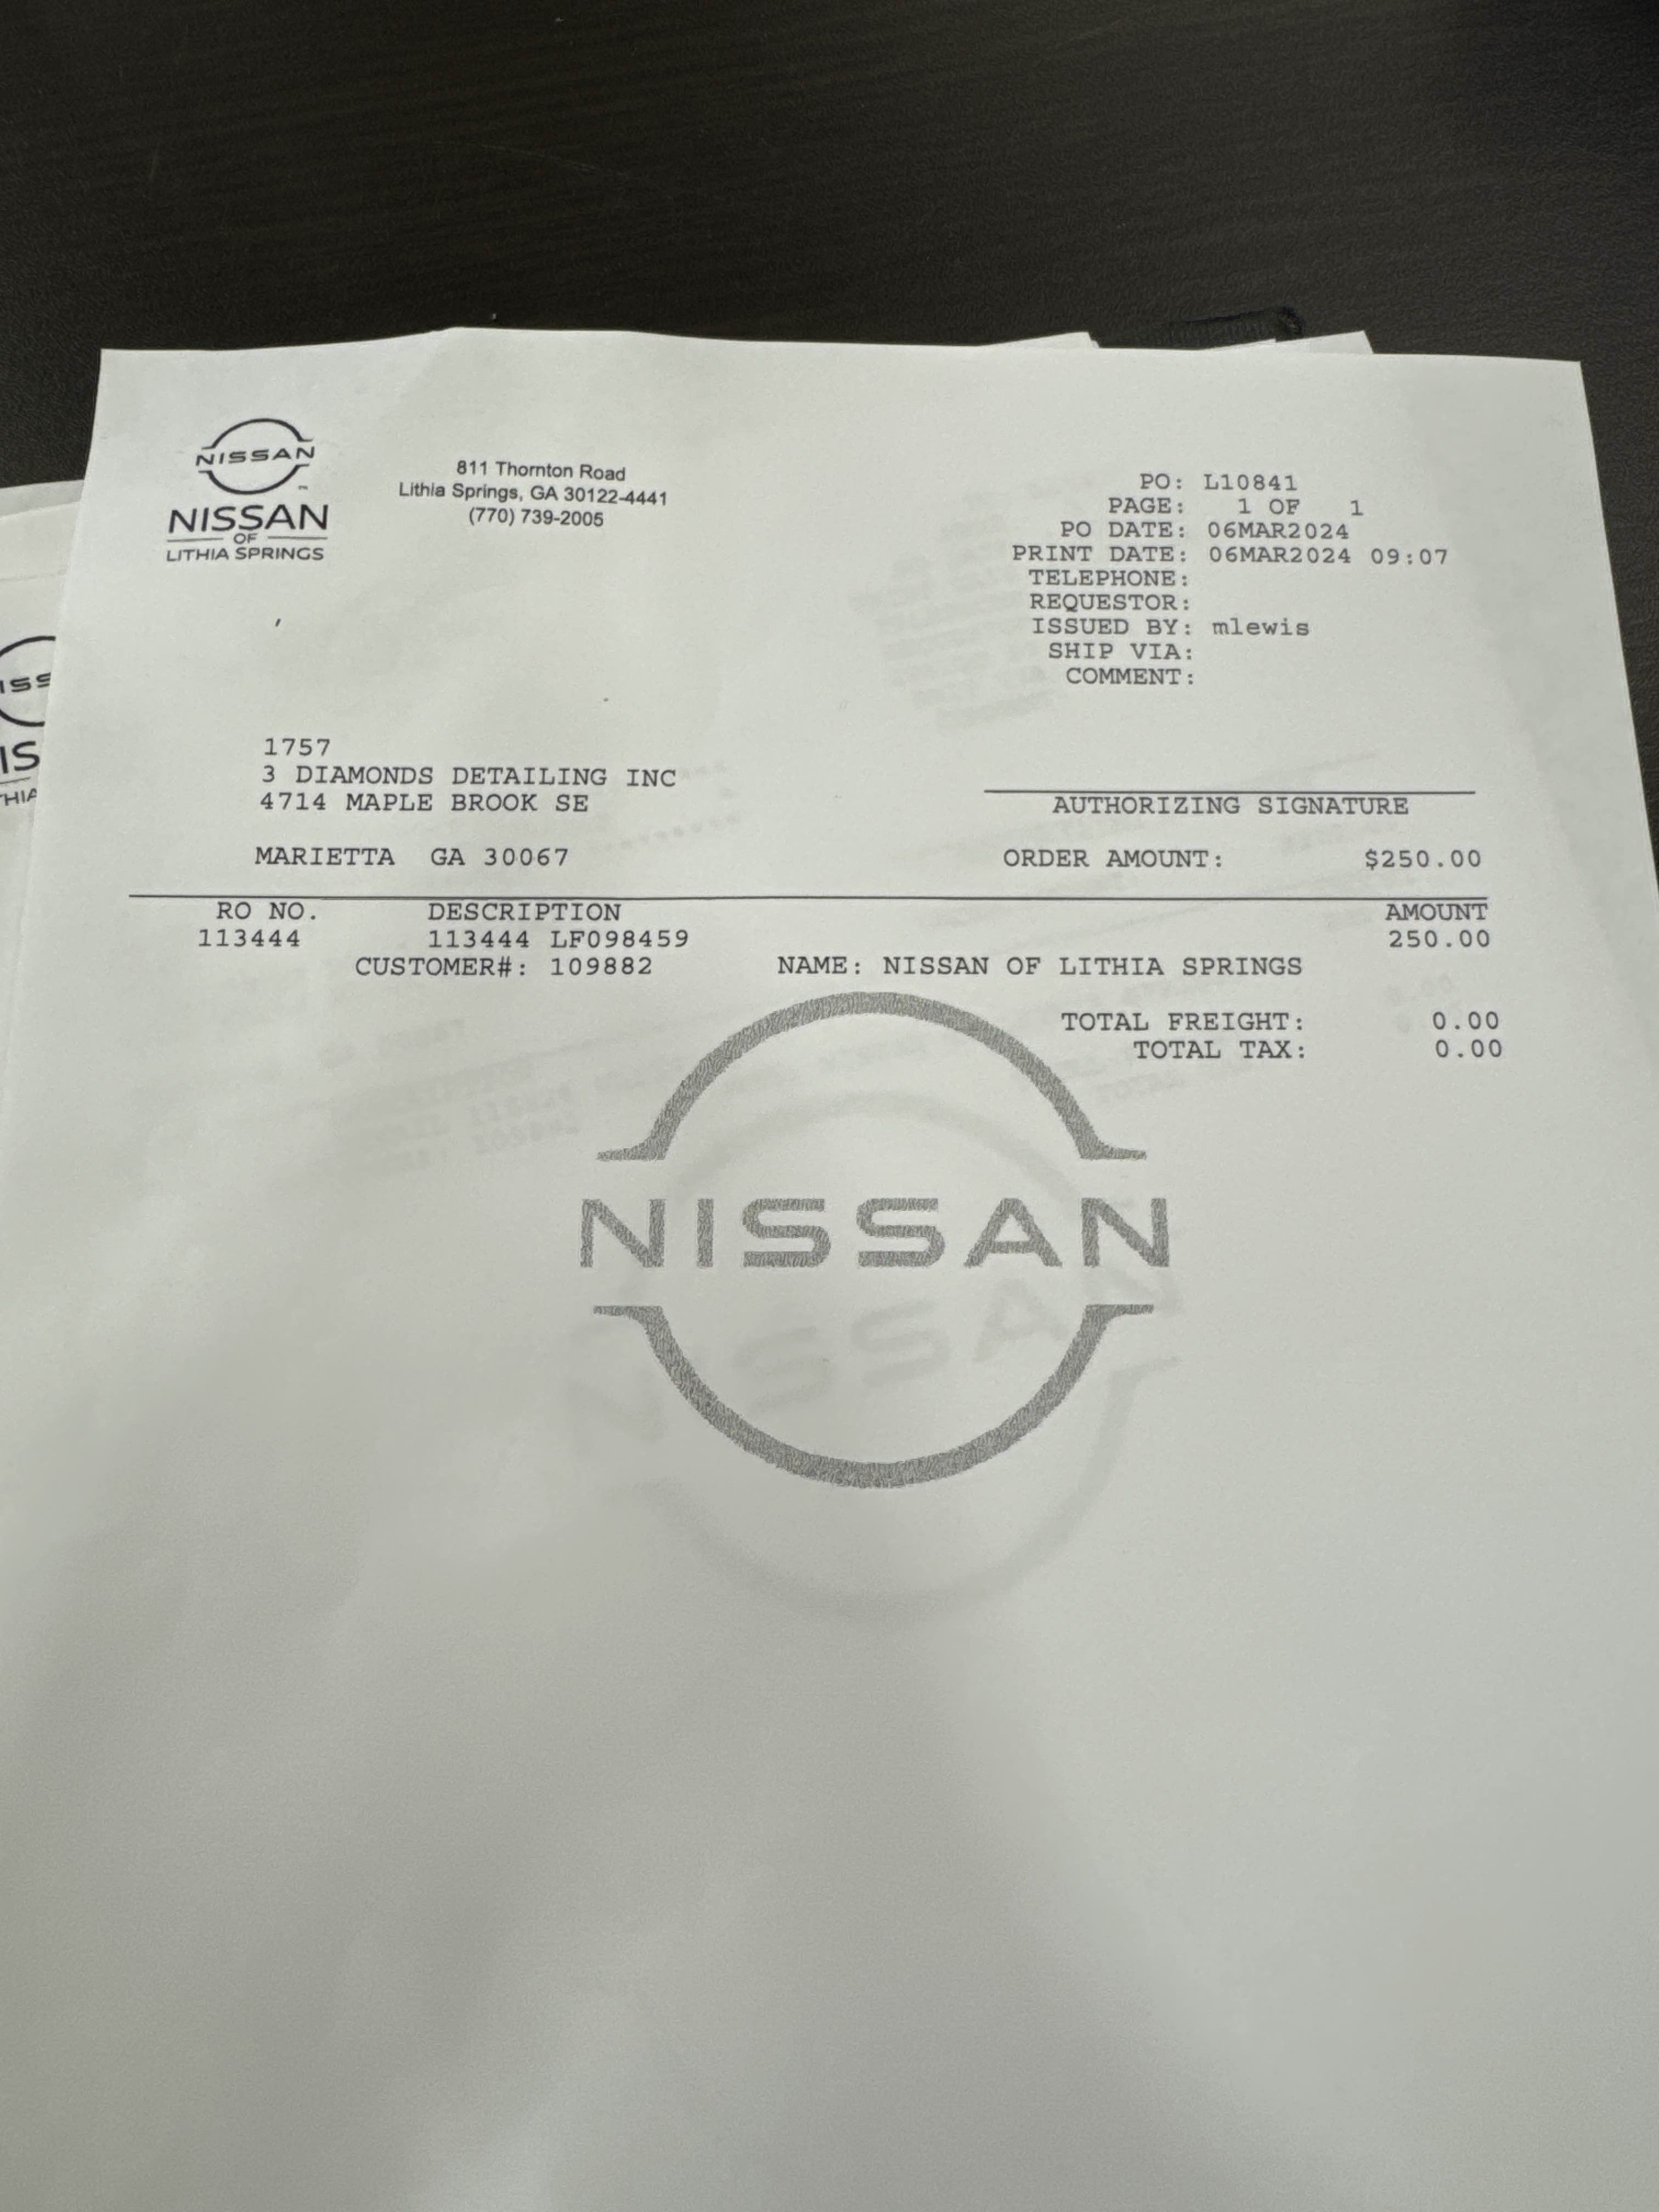 NISSAN
NISSAN
OF
LITHIA SPRINGS
811 Thornton Road
Lithia Springs, GA 30122-4441
(770) 739-2005
PO: L10841
PAGE: 1 OF 1
PO DATE: 06MAR2024
PRINT DATE: 06MAR2024 09:07
TELEPHONE:
REQUESTOR:
ISSUED BY: mlewis
SHIP VIA:
COMMENT:
1757
3 DIAMONDS DETAILING INC
4714 MAPLE BROOK SE
MARIETTA GA 30067
AUTHORIZING SIGNATURE
ORDER AMOUNT: $250.00
RO NO. DESCRIPTION AMOUNT
113444 113444 LF098459 250.00
CUSTOMER#: 109882 NAME: NISSAN OF LITHIA SPRINGS
TOTAL FREIGHT: 0.00
TOTAL TAX: 0.00
NISSAN